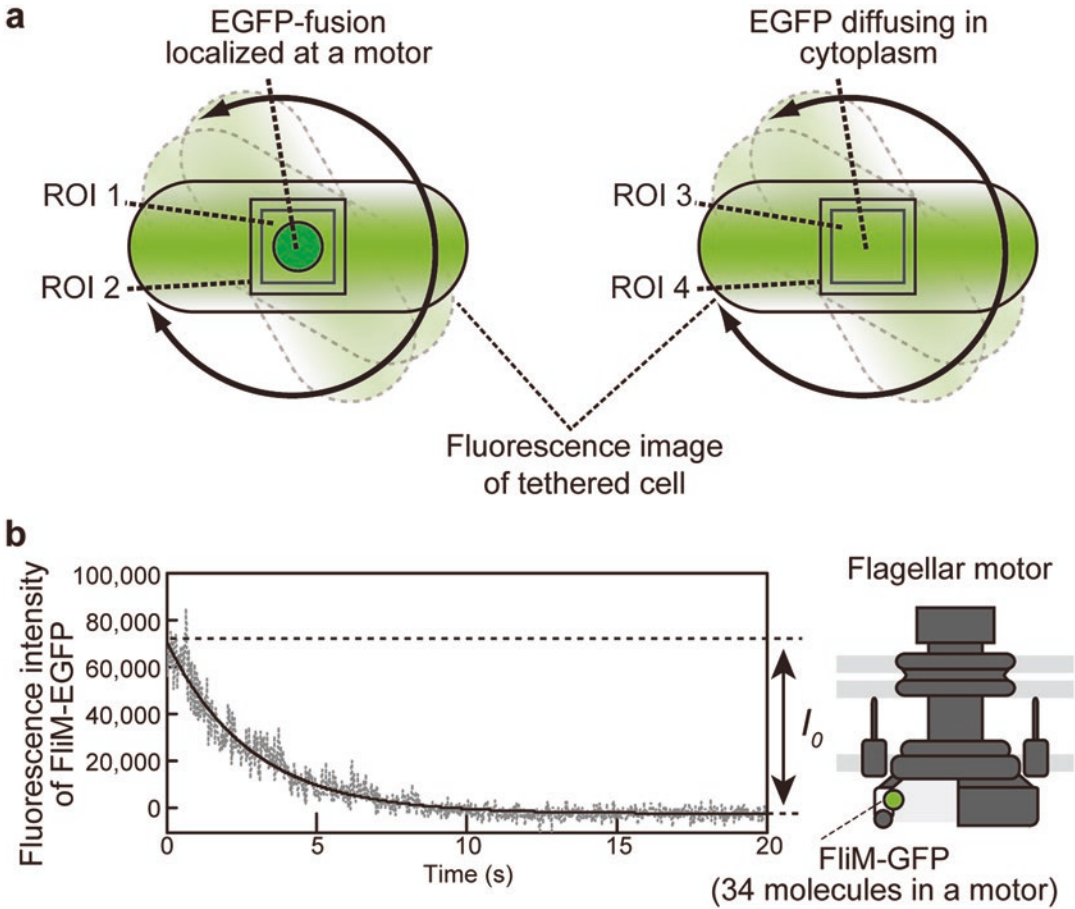 a
EGFP-fusion
localized at a motor
EGFP diffusing in
cytoplasm
ROI 1
ROI 2
ROI 3
ROI 4
Fluorescence image
of tethered cell
b
Fluorescence intensity
of FliM-EGFP
100,000
80,000
60,000
40,000
20,000
0
0
5
10
15
20
Time (s)
I0
Flagellar motor
FliM-GFP
(34 molecules in a motor)